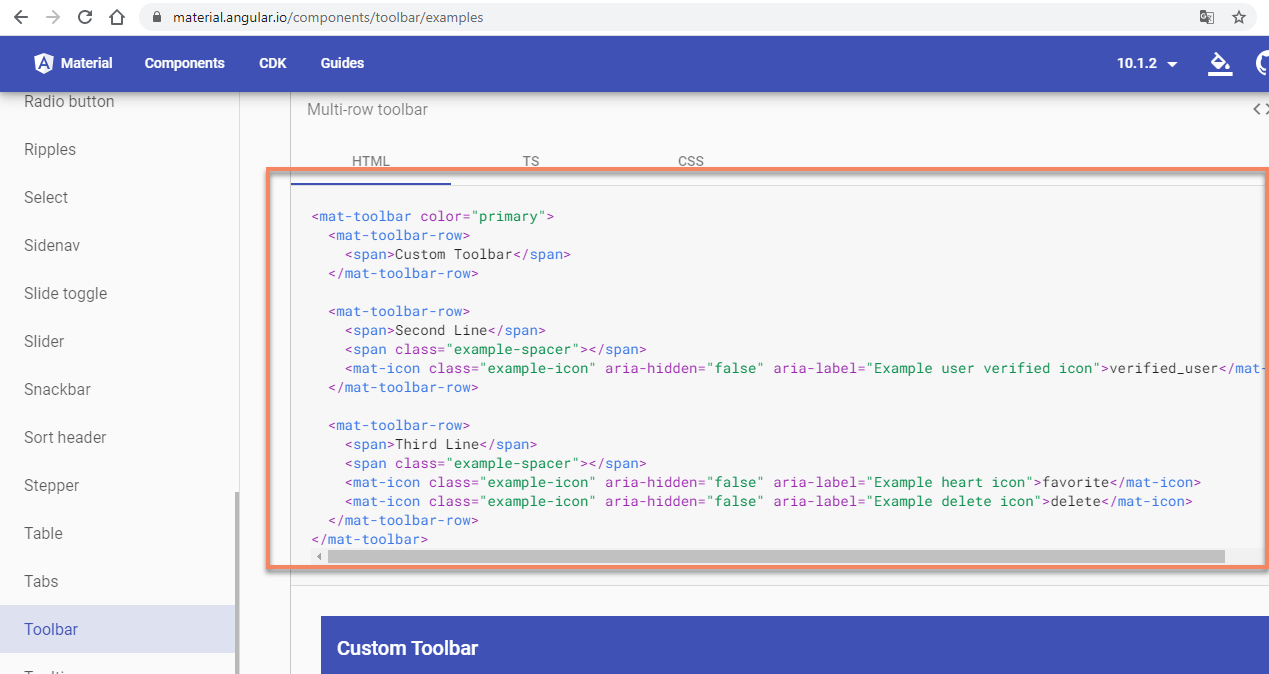 material.angular.io/components/toolbar/examples
Material Components CDK Guides 10.1.2
Radio button
Ripples
Select
Sidenav
Slide toggle
Slider
Snackbar
Sort header
Stepper
Table
Tabs
Toolbar
Multi-row toolbar
HTML TS CSS
<mat-toolbar color="primary">
  <mat-toolbar-row>
    <span>Custom Toolbar</span>
  </mat-toolbar-row>

  <mat-toolbar-row>
    <span>Second Line</span>
    <span class="example-spacer"></span>
    <mat-icon class="example-icon" aria-hidden="false" aria-label="Example user verified icon">verified_user</mat-
  </mat-toolbar-row>

  <mat-toolbar-row>
    <span>Third Line</span>
    <span class="example-spacer"></span>
    <mat-icon class="example-icon" aria-hidden="false" aria-label="Example heart icon">favorite</mat-icon>
    <mat-icon class="example-icon" aria-hidden="false" aria-label="Example delete icon">delete</mat-icon>
  </mat-toolbar-row>
</mat-toolbar>
Custom Toolbar